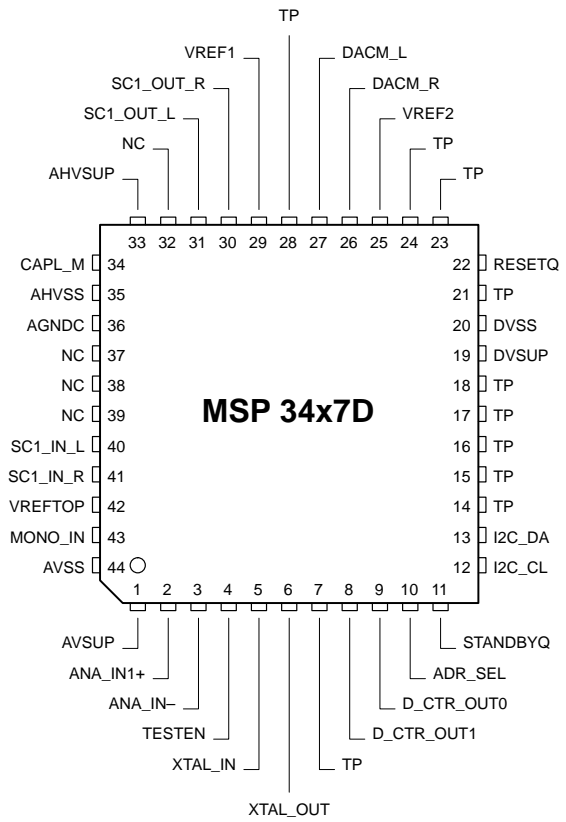 TP
VREF1
DACM_L
SC1_OUT_R
DACM_R
SC1_OUT_L
VREF2
NC
TP
AHVSUP
TP
33 32 31 30 29 28 27 26 25 24 23
CAPL_M 34
22 RESETQ
AHVSS 35
21 TP
AGNDC 36
20 DVSS
NC 37
19 DVSUP
NC 38
18 TP
NC 39
17 TP
MSP 34x7D
SC1_IN_L 40
16 TP
SC1_IN_R 41
15 TP
VREFTOP 42
14 TP
MONO_IN 43
13 I2C_DA
AVSS 44
12 I2C_CL
1 2 3 4 5 6 7 8 9 10 11
AVSUP
STANDBYQ
ANA_IN1+
ADR_SEL
ANA_IN–
D_CTR_OUT0
TESTEN
D_CTR_OUT1
XTAL_IN
TP
XTAL_OUT